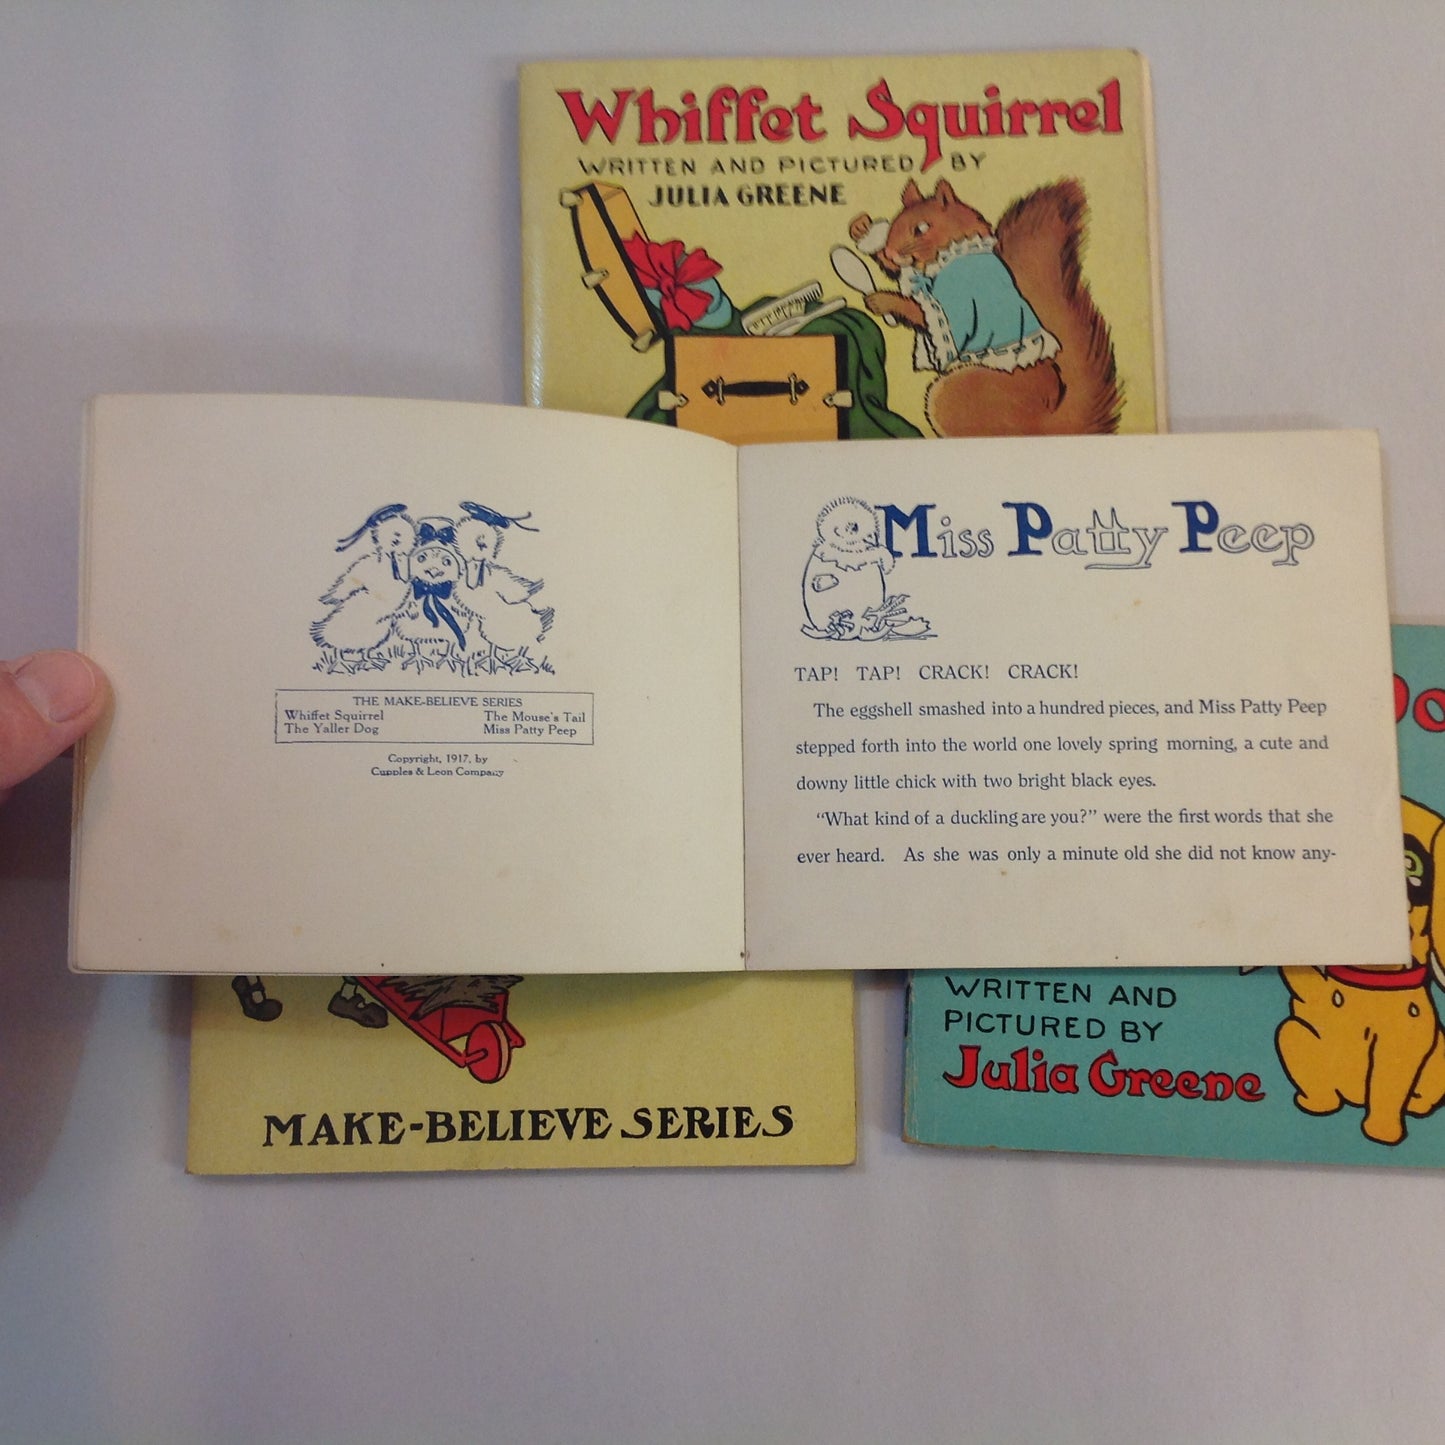 Whiffet Squirrel
WRITTEN AND PICTURED BY
JULIA GREENE
THE MAKE-BELIEVE SERIES
Whiffet Squirrel The Mouse's Tail
The Yaller Dog Miss Patty Peep
Copyright, 1917, by
Cupples & Leon Company
Miss Patty Peep
TAP! TAP! CRACK! CRACK!
The eggshell smashed into a hundred pieces, and Miss Patty Peep
stepped forth into the world one lovely spring morning, a cute and
downy little chick with two bright black eyes.
"What kind of a duckling are you?" were the first words that she
ever heard. As she was only a minute old she did not know any-
MAKE-BELIEVE SERIES
WRITTEN AND
PICTURED BY
Julia Greene